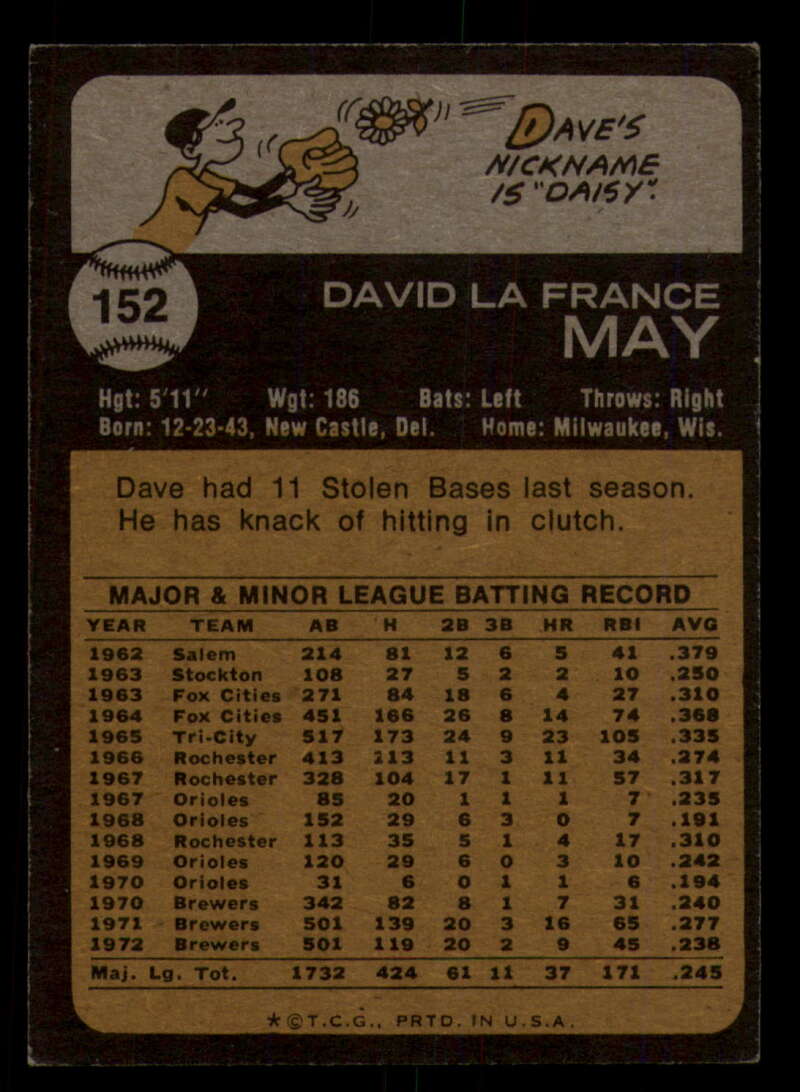 DAVE'S
NICKNAME
IS "DAISY".
152
DAVID LA FRANCE
MAY
Hgt: 5'11" Wgt: 186 Bats: Left Throws: Right
Born: 12-23-43, New Castle, Del. Home: Milwaukee, Wis.
Dave had 11 Stolen Bases last season.
He has knack of hitting in clutch.
MAJOR & MINOR LEAGUE BATTING RECORD
YEAR TEAM AB H 2B 3B HR RBI AVG
1962 Salem 214 81 12 6 5 41 .379
1963 Stockton 108 27 5 2 2 10 .250
1963 Fox Cities 271 84 18 6 4 27 .310
1964 Fox Cities 451 166 26 8 14 74 .368
1965 Tri-City 517 173 24 9 23 105 .335
1966 Rochester 413 113 11 3 11 34 .274
1967 Rochester 328 104 17 1 11 57 .317
1967 Orioles 85 20 1 1 1 7 .235
1968 Orioles 152 29 6 3 0 7 .191
1968 Rochester 113 35 5 1 4 17 .310
1969 Orioles 120 29 6 0 3 10 .242
1970 Orioles 31 6 0 1 1 6 .194
1970 Brewers 342 82 8 1 7 31 .240
1971 Brewers 501 139 20 3 16 65 .277
1972 Brewers 501 119 20 2 9 45 .238
Maj. Lg. Tot. 1732 424 61 11 37 171 .245
*©T.C.G., PRTD. IN U.S.A.